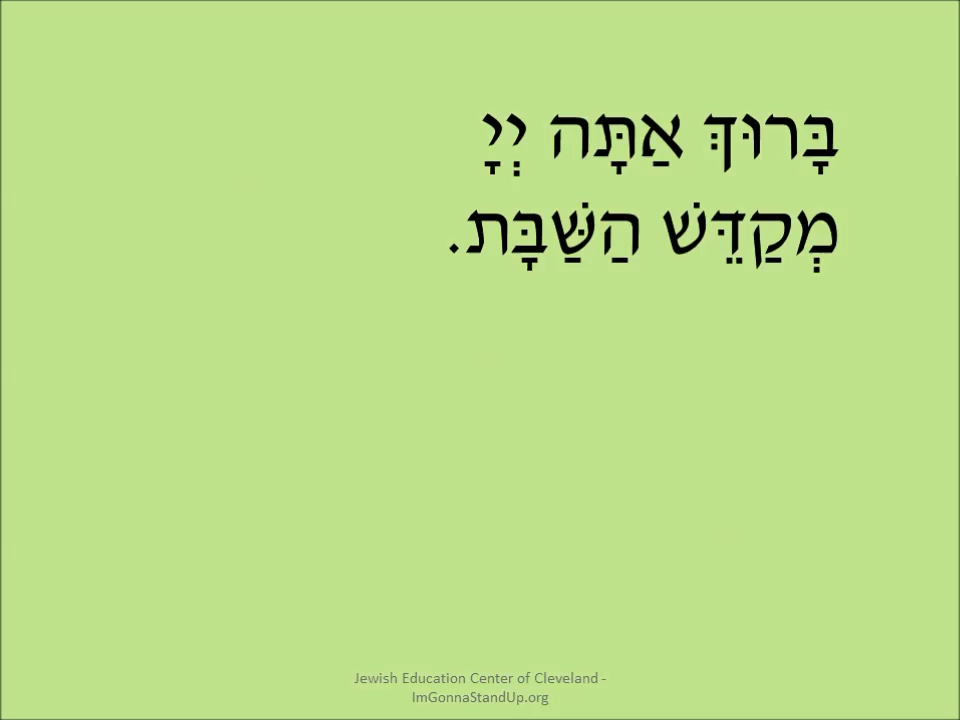 בָּרוּךְ אַתָּה יְיָ
מְקַדֵּשׁ הַשַּׁבָּת.
Jewish Education Center of Cleveland -
ImGonnaStandUp.org